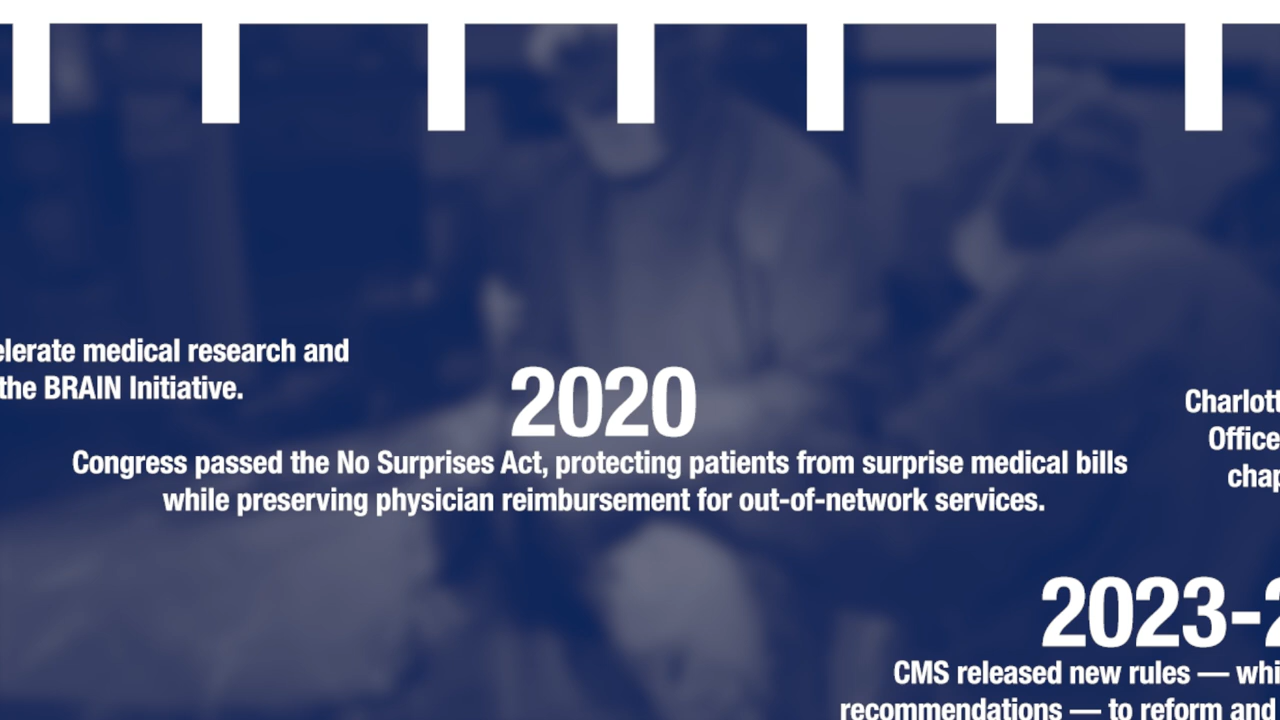 elerate medical research and
the BRAIN Initiative.
2020
Congress passed the No Surprises Act, protecting patients from surprise medical bills
while preserving physician reimbursement for out-of-network services.
Charlott
Office
chap
2023-2
CMS released new rules — whi
recommendations — to reform and